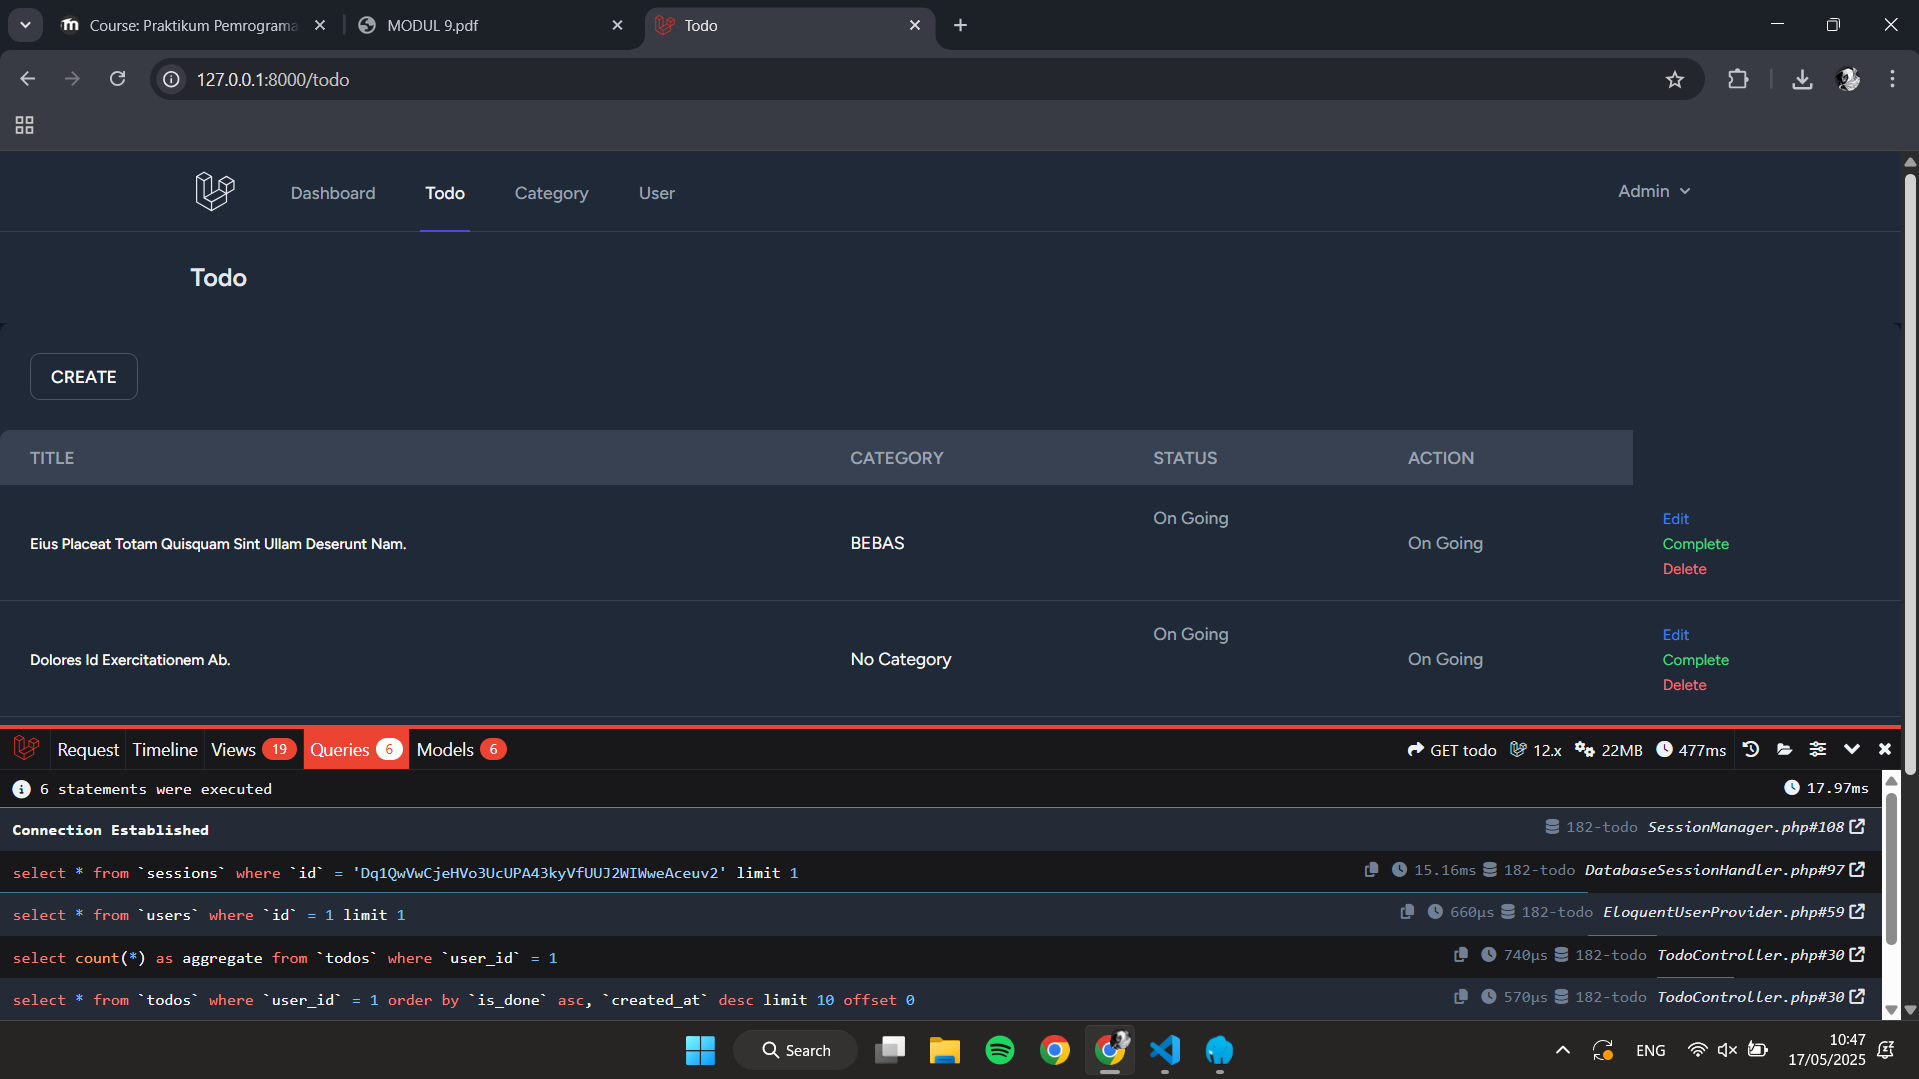 Course: Praktikum Pemrograma
MODUL 9.pdf
Todo
127.0.0.1:8000/todo
Dashboard
Todo
Category
User
Admin
Todo
CREATE
TITLE CATEGORY STATUS ACTION
Eius Placeat Totam Quisquam Sint Ullam Deserunt Nam. BEBAS On Going On Going Edit
Complete
Delete
Dolores Id Exercitationem Ab. No Category On Going On Going Edit
Complete
Delete
Request Timeline Views 19 Queries 6 Models 6 GET todo 12.x 22MB 477ms
6 statements were executed 17.97ms
Connection Established 182-todo SessionManager.php#108
select * from `sessions` where `id` = 'Dq1QwVwCjeHVo3UcUPA43kyVfUUJ2WIWweAceuv2' limit 1 15.16ms 182-todo DatabaseSessionHandler.php#97
select * from `users` where `id` = 1 limit 1 660μs 182-todo EloquentUserProvider.php#59
select count(*) as aggregate from `todos` where `user_id` = 1 740μs 182-todo TodoController.php#30
select * from `todos` where `user_id` = 1 order by `is_done` asc, `created_at` desc limit 10 offset 0 570μs 182-todo TodoController.php#30
Search
ENG
10:47
17/05/2025